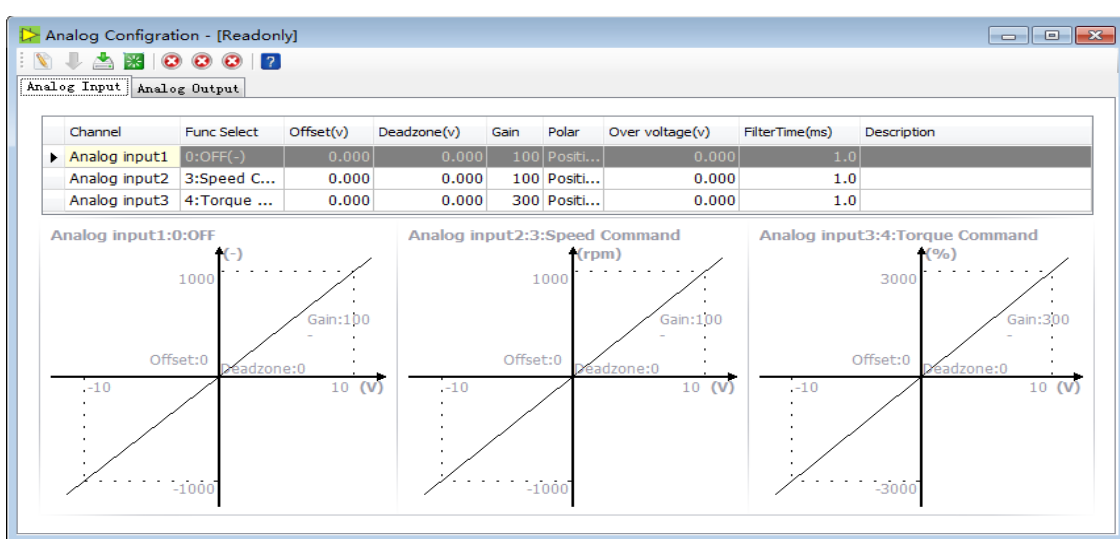 Analog Configration - [Readonly]
Analog Input Analog Output
Channel Func Select Offset(v) Deadzone(v) Gain Polar Over voltage(v) FilterTime(ms) Description
Analog input1 0:OFF(-) 0.000 0.000 100 Positi... 0.000 1.0
Analog input2 3:Speed C... 0.000 0.000 100 Positi... 0.000 1.0
Analog input3 4:Torque ... 0.000 0.000 300 Positi... 0.000 1.0
Analog input1:0:OFF
(-)
1000
Gain:100
-
Offset:0
Deadzone:0
-10
10 (V)
-1000
Analog input2:3:Speed Command
(rpm)
1000
Gain:100
-
Offset:0
Deadzone:0
-10
10 (V)
-1000
Analog input3:4:Torque Command
(%)
3000
Gain:300
-
Offset:0
Deadzone:0
-10
10 (V)
-3000